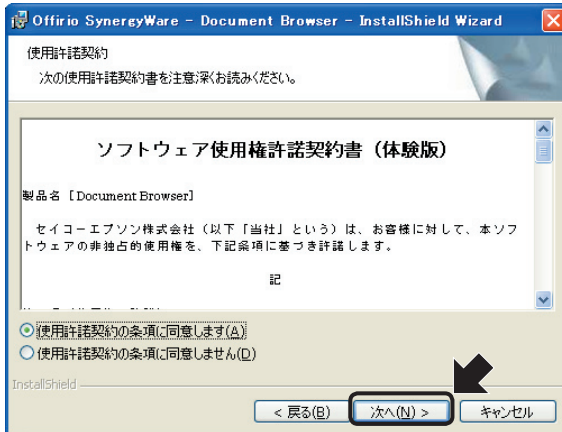 Offirio SynergyWare - Document Browser - InstallShield Wizard
使用許諾契約
次の使用許諾契約書を注意深くお読みください。
ソフトウェア使用権許諾契約書（体験版）
製品名［Document Browser］
セイコーエプソン株式会社（以下「当社」という）は、お客様に対して、本ソフ
トウェアの非独占的使用権を、下記条項に基づき許諾します。
記
使用許諾契約の条項に同意します(A)
使用許諾契約の条項に同意しません(D)
InstallShield
< 戻る(B)
次へ(N) >
キャンセル